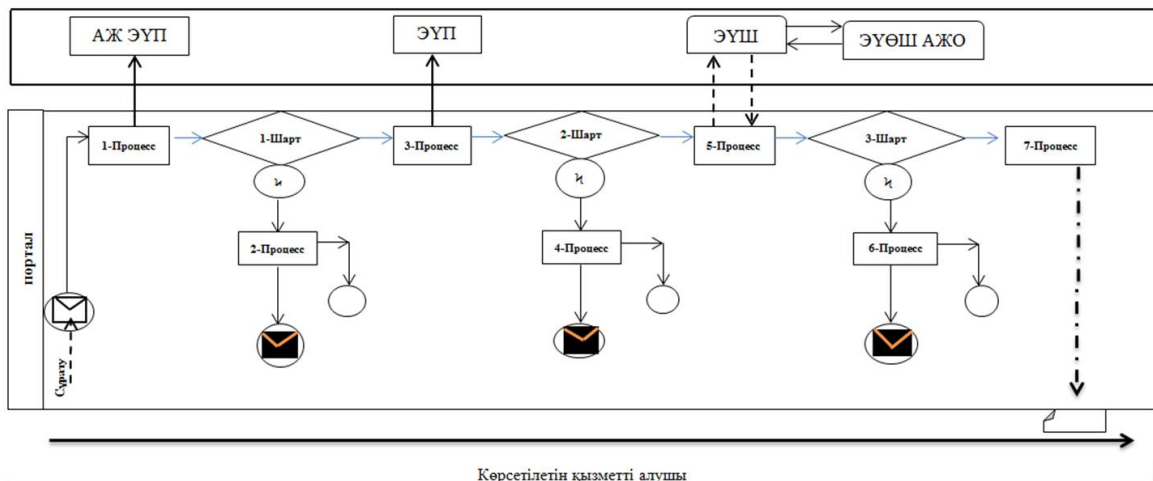 АЖ ЭҮП
ЭҮП
ЭҮШ
ЭҮӨШ АЖО
1-Процесс
1-Шарт
3-Процесс
2-Шарт
5-Процесс
3-Шарт
7-Процесс
2-Процесс
4-Процесс
6-Процесс
портал
Сұрату
Көрсетілетін қызметті алушы